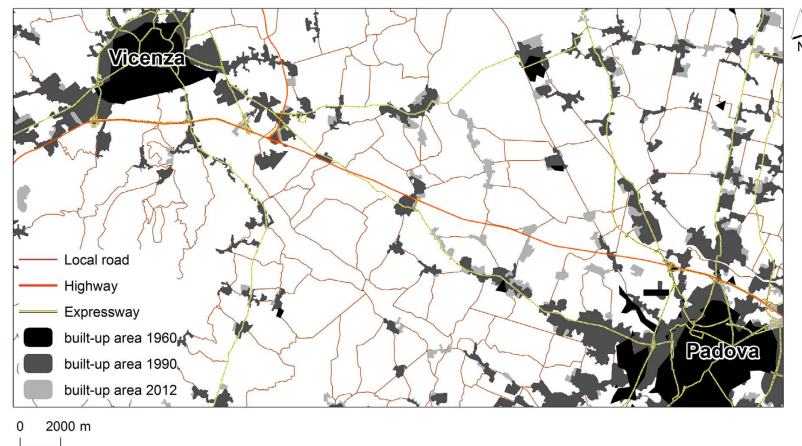 Vicenza
N
Local road
Highway
Expressway
built-up area 1960
built-up area 1990
built-up area 2012
Padova
0 2000 m